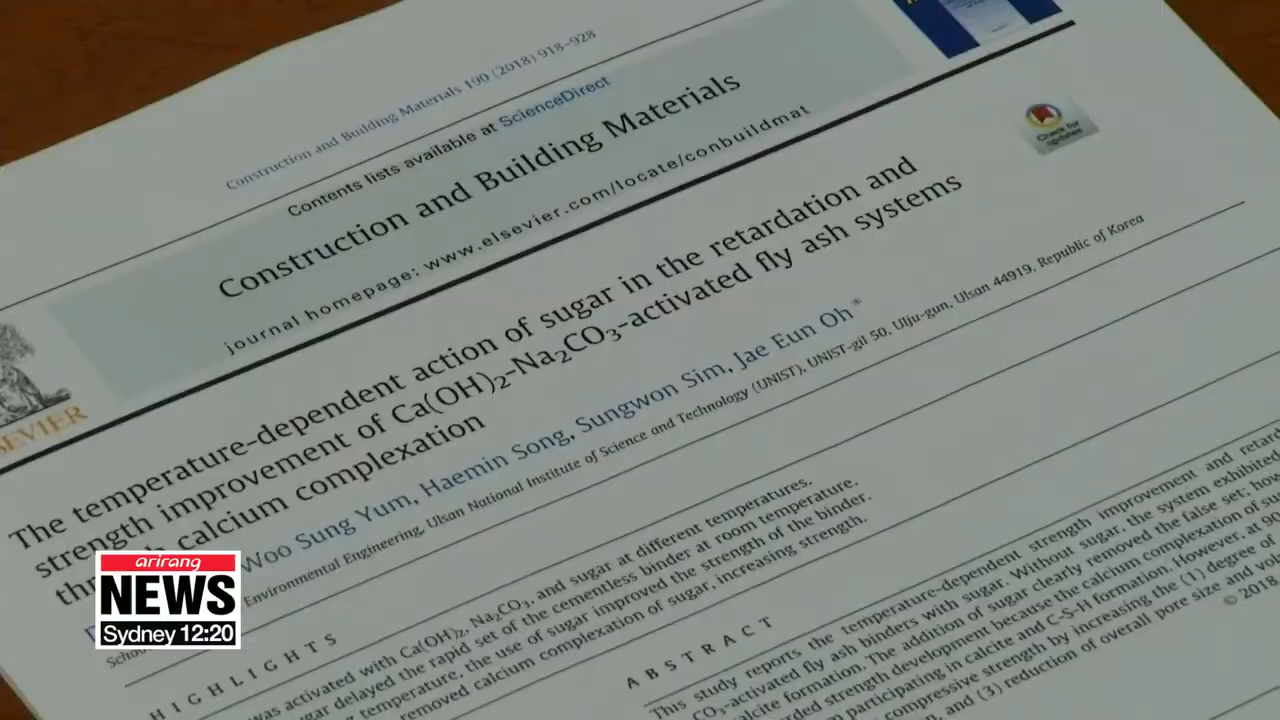 Construction and Building Materials 190 (2018) 918–928
Contents lists available at ScienceDirect
Construction and Building Materials
journal homepage: www.elsevier.com/locate/conbuildmat
Check for
updates
The temperature-dependent action of sugar in the retardation and
strength improvement of Ca(OH)2-Na2CO3-activated fly ash systems
calcium complexation
Woo Sung Yum, Haemin Song, Sungwon Sim, Jae Eun Oh*
Environmental Engineering, Ulsan National Institute of Science and Technology (UNIST), UNIST-gil 50, Ulju-gun, Ulsan 44919, Republic of Korea
HIGHLIGHTS
was activated with Ca(OH)2, Na2CO3, and sugar at different temperatures.
delayed the rapid set of the cementless binder at room temperature.
temperature, the use of sugar improved the strength of the binder.
removed calcium complexation of sugar, increasing strength.
ABSTRACT
This study reports the temperature-dependent strength improvement and
CO3-activated fly ash binders with sugar. Without sugar, the system exhibited
formation. The addition of sugar clearly removed the false set;
strength development because the calcium complexation of
participating in calcite and C-S-H formation. However, at
compressive strength by increasing the (1) degree of
and (3) reduction of overall pore size and
© 2018
arirang
NEWS
Sydney 12:20